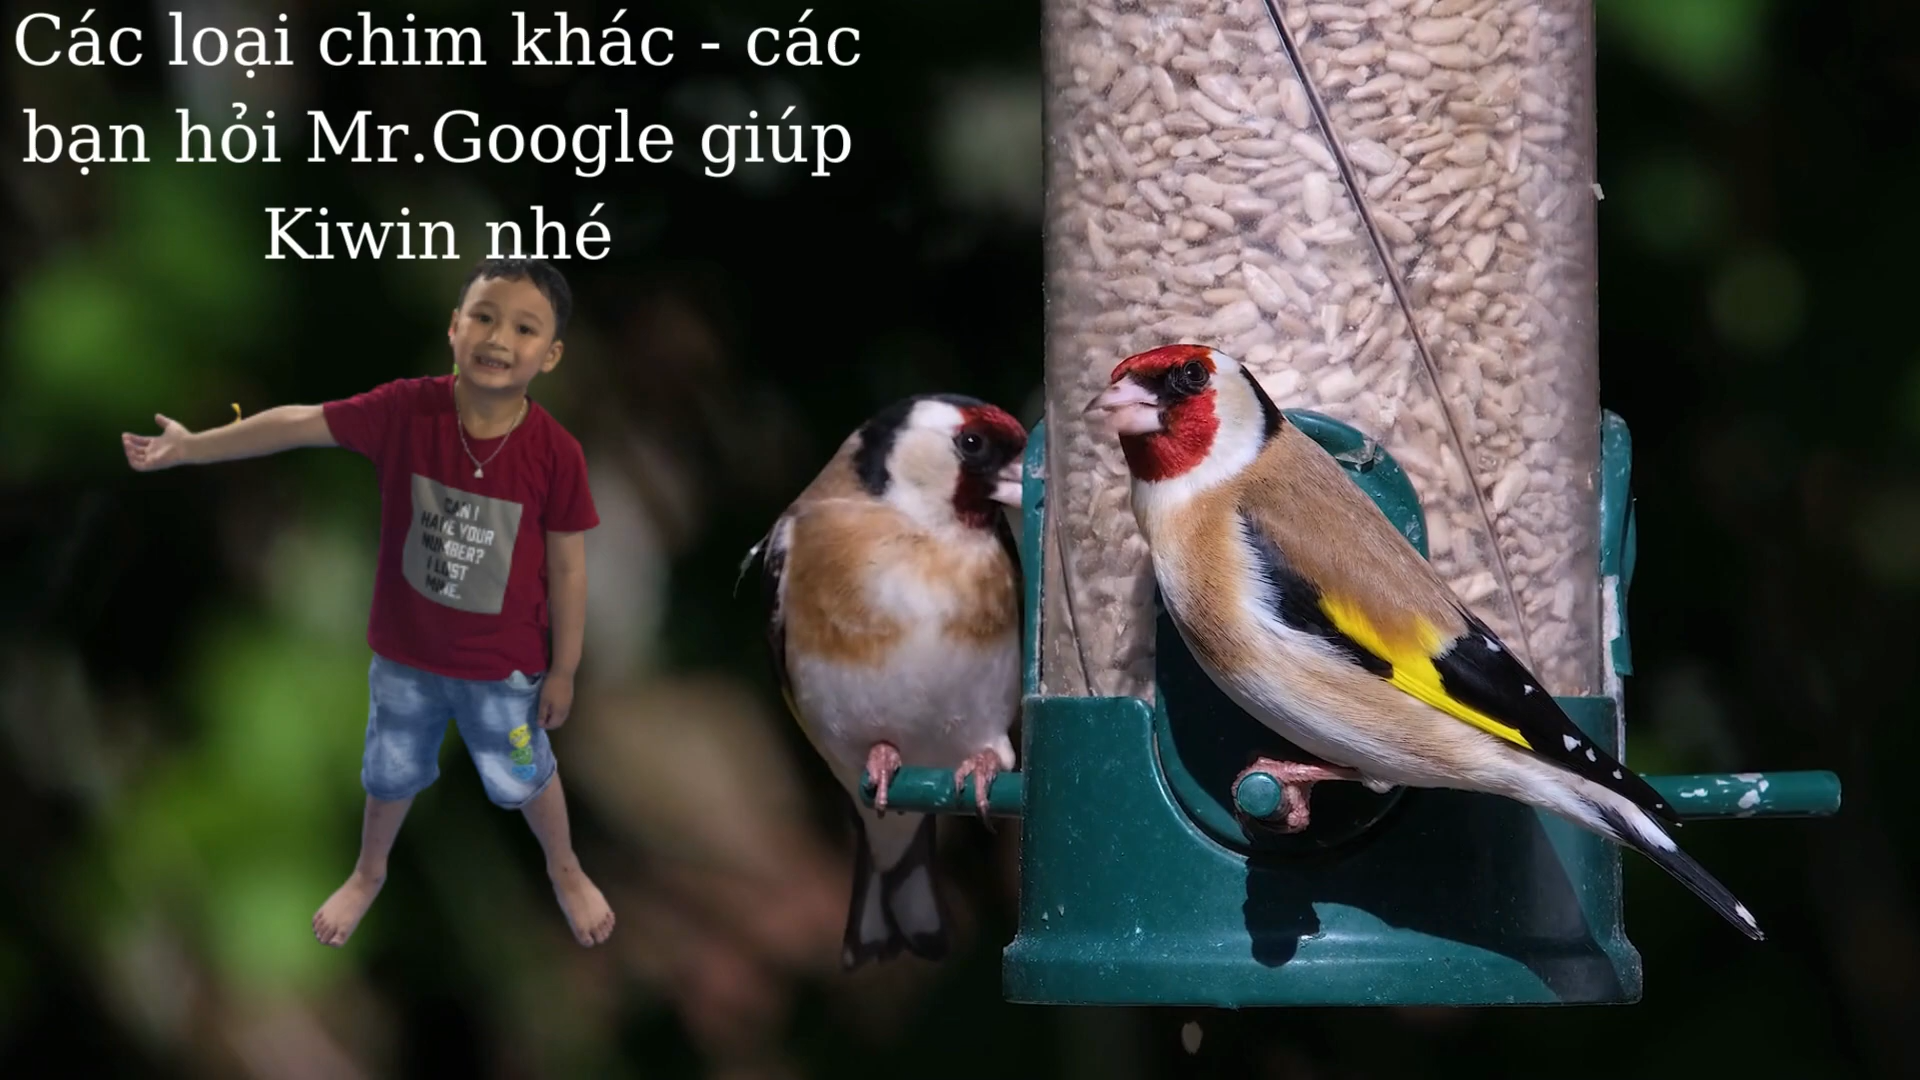 Các loại chim khác - các
bạn hỏi Mr.Google giúp
Kiwin nhé
CAN I
HAVE YOUR
NUMBER?
I LOST
MINE.